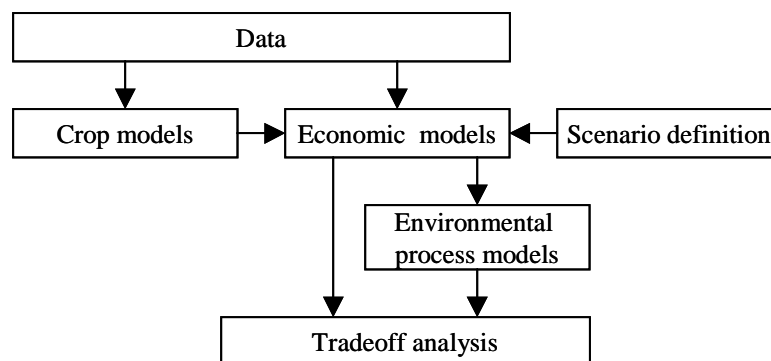 Data
Crop models
Economic models
Scenario definition
Environmental
process models
Tradeoff analysis